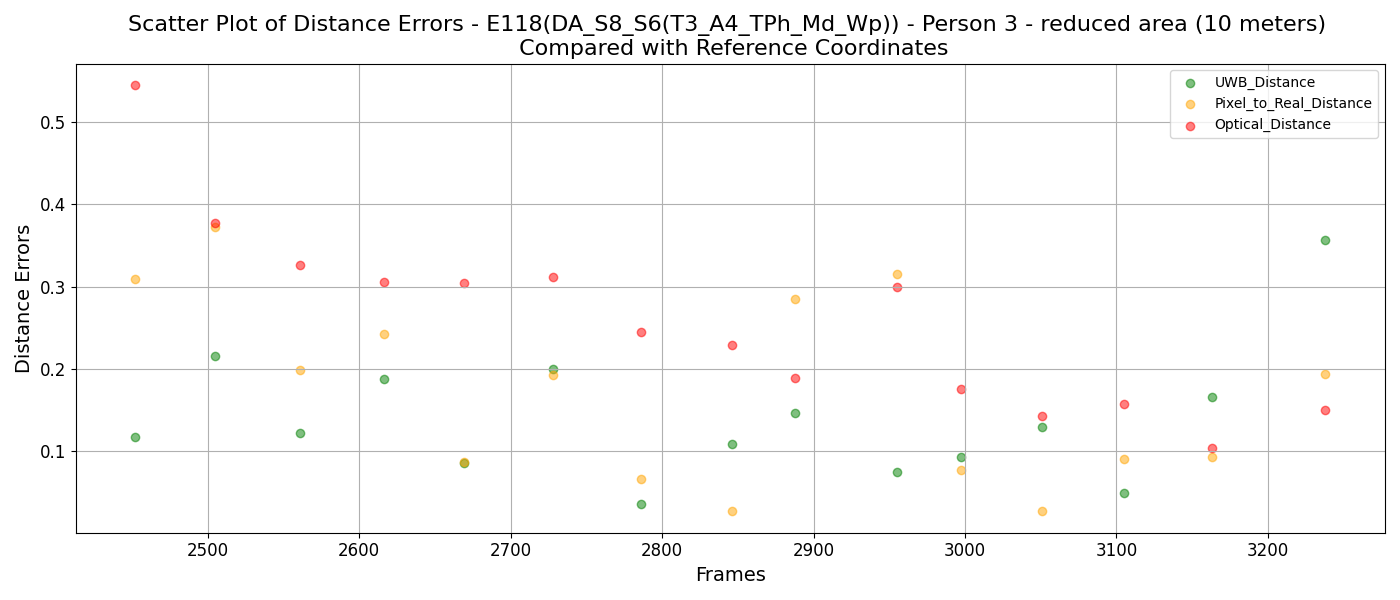 Scatter Plot of Distance Errors - E118(DA_S8_S6(T3_A4_TPh_Md_Wp)) - Person 3 - reduced area (10 meters)
Compared with Reference Coordinates
UWB_Distance
Pixel_to_Real_Distance
Optical_Distance
Distance Errors
0.5
0.4
0.3
0.2
0.1
2500 2600 2700 2800 2900 3000 3100 3200
Frames